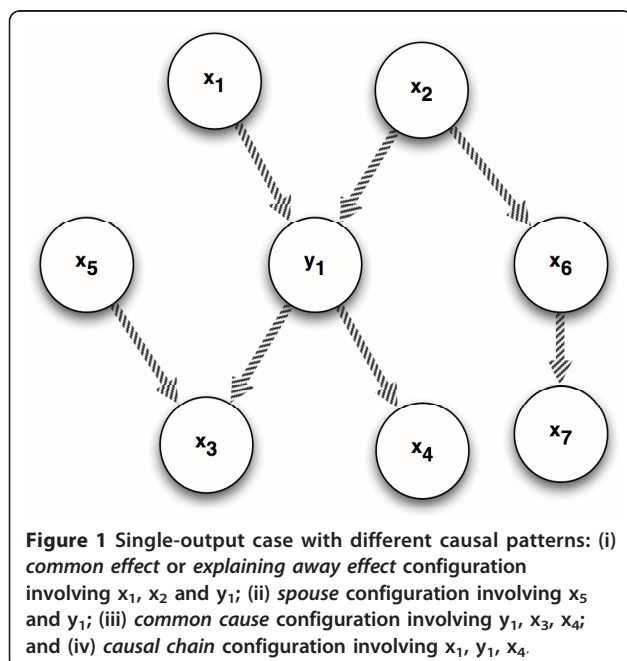 x1
x2
x5
y1
x6
x3
x4
x7
Figure 1 Single-output case with different causal patterns: (i)
common effect or explaining away effect configuration
involving x1, x2 and y1; (ii) spouse configuration involving x5
and y1; (iii) common cause configuration involving y1, x3, x4;
and (iv) causal chain configuration involving x1, y1, x4.